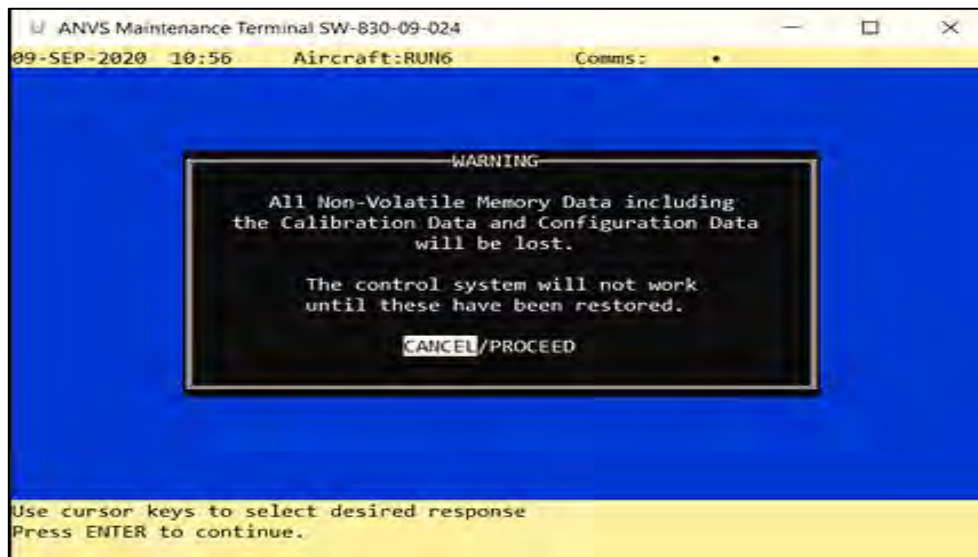 ANVS Maintenance Terminal SW-830-09-024
09-SEP-2020 10:56 Aircraft:RUN6 Comms: •
WARNING
All Non-Volatile Memory Data including
the Calibration Data and Configuration Data
will be lost.
The control system will not work
until these have been restored.
CANCEL/PROCEED
Use cursor keys to select desired response
Press ENTER to continue.